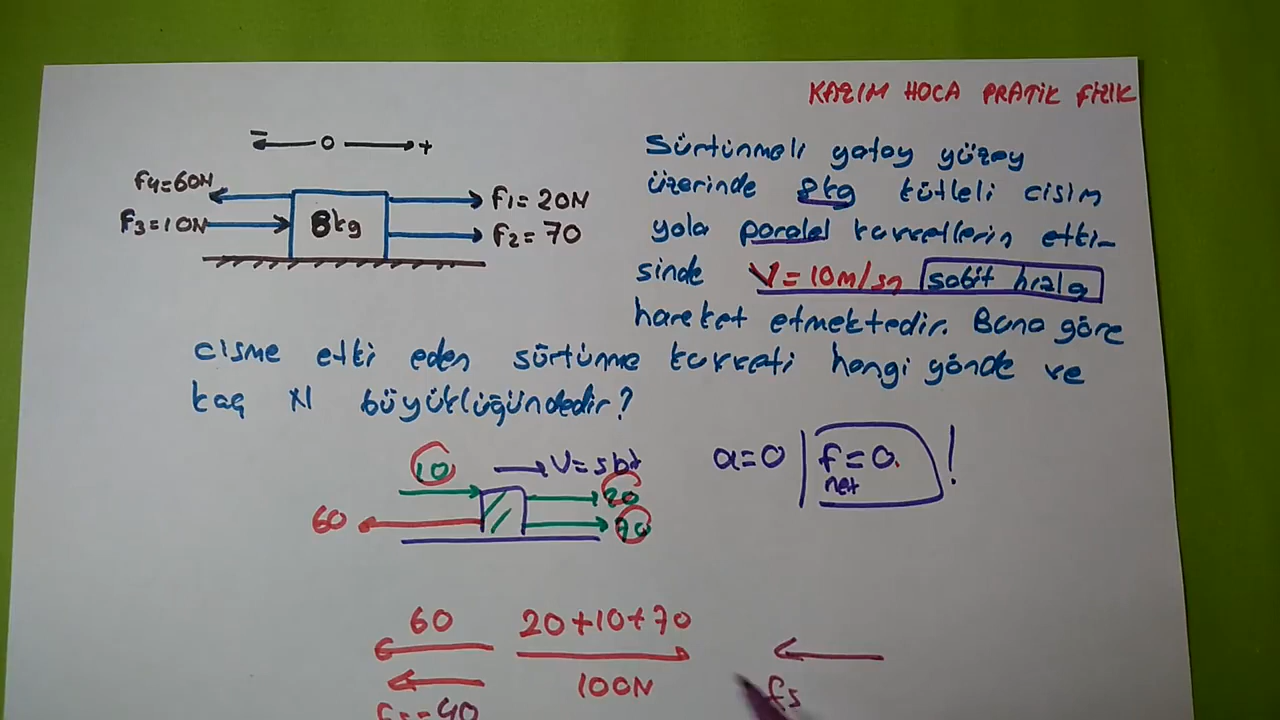 KAZIM HOCA PRATİK FİZİK
- 0 +
F4=60N
F3=10N
8kg
F1=20N
F2=70
Sürtünmeli yatay yüzey
üzerinde 8kg kütleli cisim
yola paralel kuvvetlerin etki-
sinde V=10m/sn sabit hızla
hareket etmektedir. Buna göre
cisme etki eden sürtünme kuvveti hangi yönde ve
kaç N büyüklüğündedir?
10 V=sbt
20
60 70
a=0 | F=0. !
net
60 20+10+70
100N
fs
fs=40